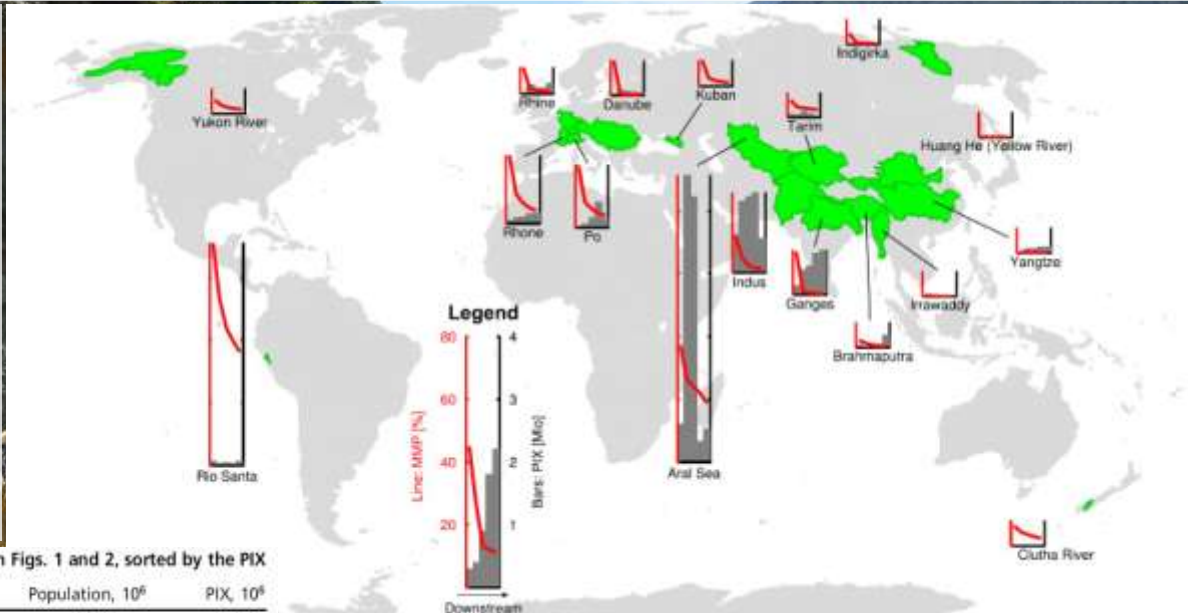 Indigirka
Rhine
Danube
Kuban
Yukon River
Tarim
Huang He (Yellow River)
Rhone
Po
Yangtze
Indus
Ganges
Irrawaddy
Brahmaputra
Legend
80
60
40
20
4
3
2
1
Line: MMP [%]
Bars: PIX [Mio]
Downstream
Rio Santa
Aral Sea
Clutha River
n Figs. 1 and 2, sorted by the PIX
Population, 10⁶ PIX, 10⁶